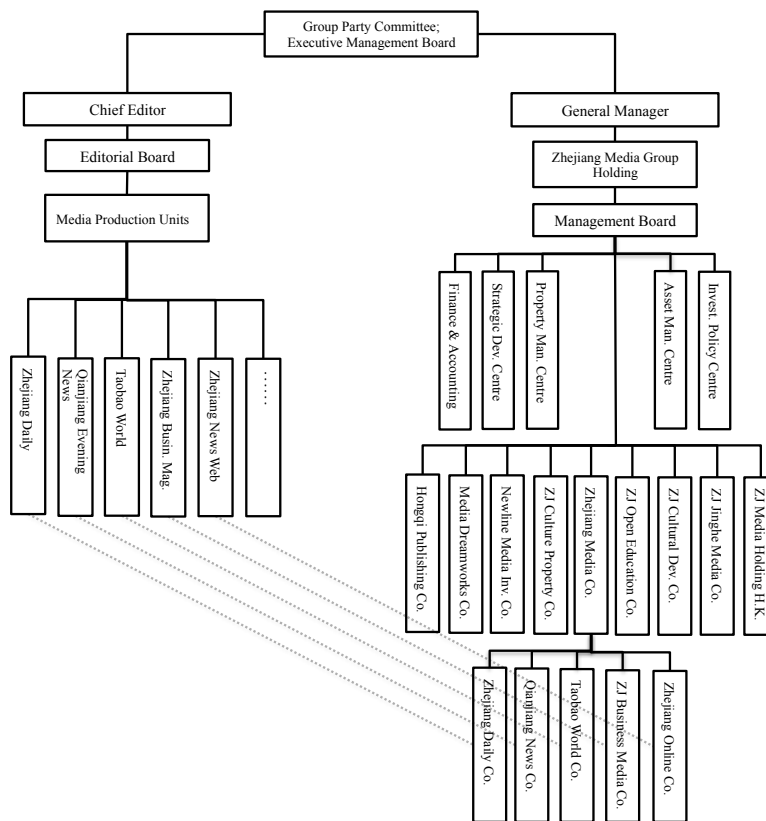 Group Party Committee;
Executive Management Board
Chief Editor
General Manager
Editorial Board
Zhejiang Media Group
Holding
Media Production Units
Management Board
Finance & Accounting
Strategic Dev. Centre
Property Man. Centre
Asset Man. Centre
Invest. Policy Centre
Zhejiang Daily
Qianjiang Evening
News
Taobao World
Zhejiang Busin. Mag.
Zhejiang News Web
......
Hongqi Publishing Co.
Media Dreamworks Co.
Newline Media Inv. Co.
ZJ Culture Property Co.
Zhejiang Media Co.
ZJ Open Education Co.
ZJ Cultural Dev. Co.
ZJ Jinghe Media Co.
ZJ Media Holding H.K.
Zhejiang Daily Co.
Qianjiang News Co.
Taobao World Co.
ZJ Business Media Co.
Zhejiang Online Co.